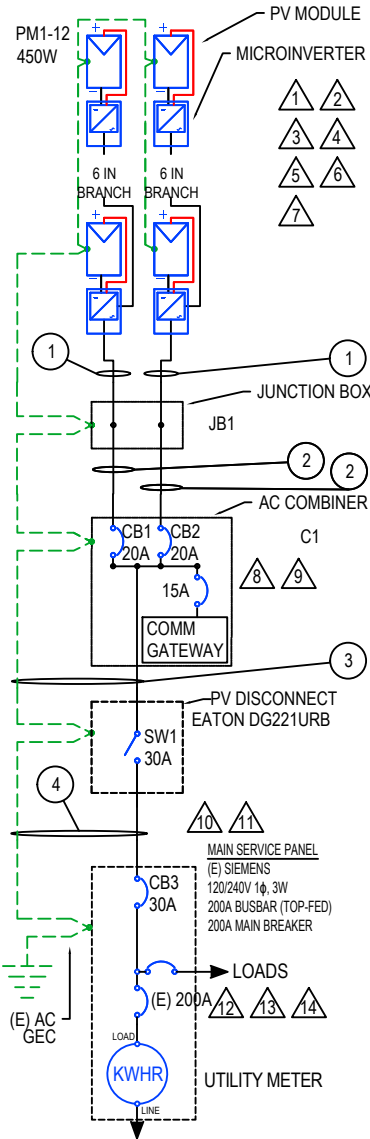 PM1-12
450W
PV MODULE
MICROINVERTER
+
+
−
−
1
2
3
4
5
6
7
6 IN
BRANCH
6 IN
BRANCH
+
+
−
−
1
1
JUNCTION BOX
JB1
2
2
AC COMBINER
C1
CB1
20A
CB2
20A
8
9
15A
COMM
GATEWAY
3
PV DISCONNECT
EATON DG221URB
SW1
30A
4
10
11
MAIN SERVICE PANEL
(E) SIEMENS
120/240V 1ϕ, 3W
200A BUSBAR (TOP-FED)
200A MAIN BREAKER
CB3
30A
LOADS
(E) 200A
12
13
14
(E) AC
GEC
LOAD
KWHR
UTILITY METER
LINE